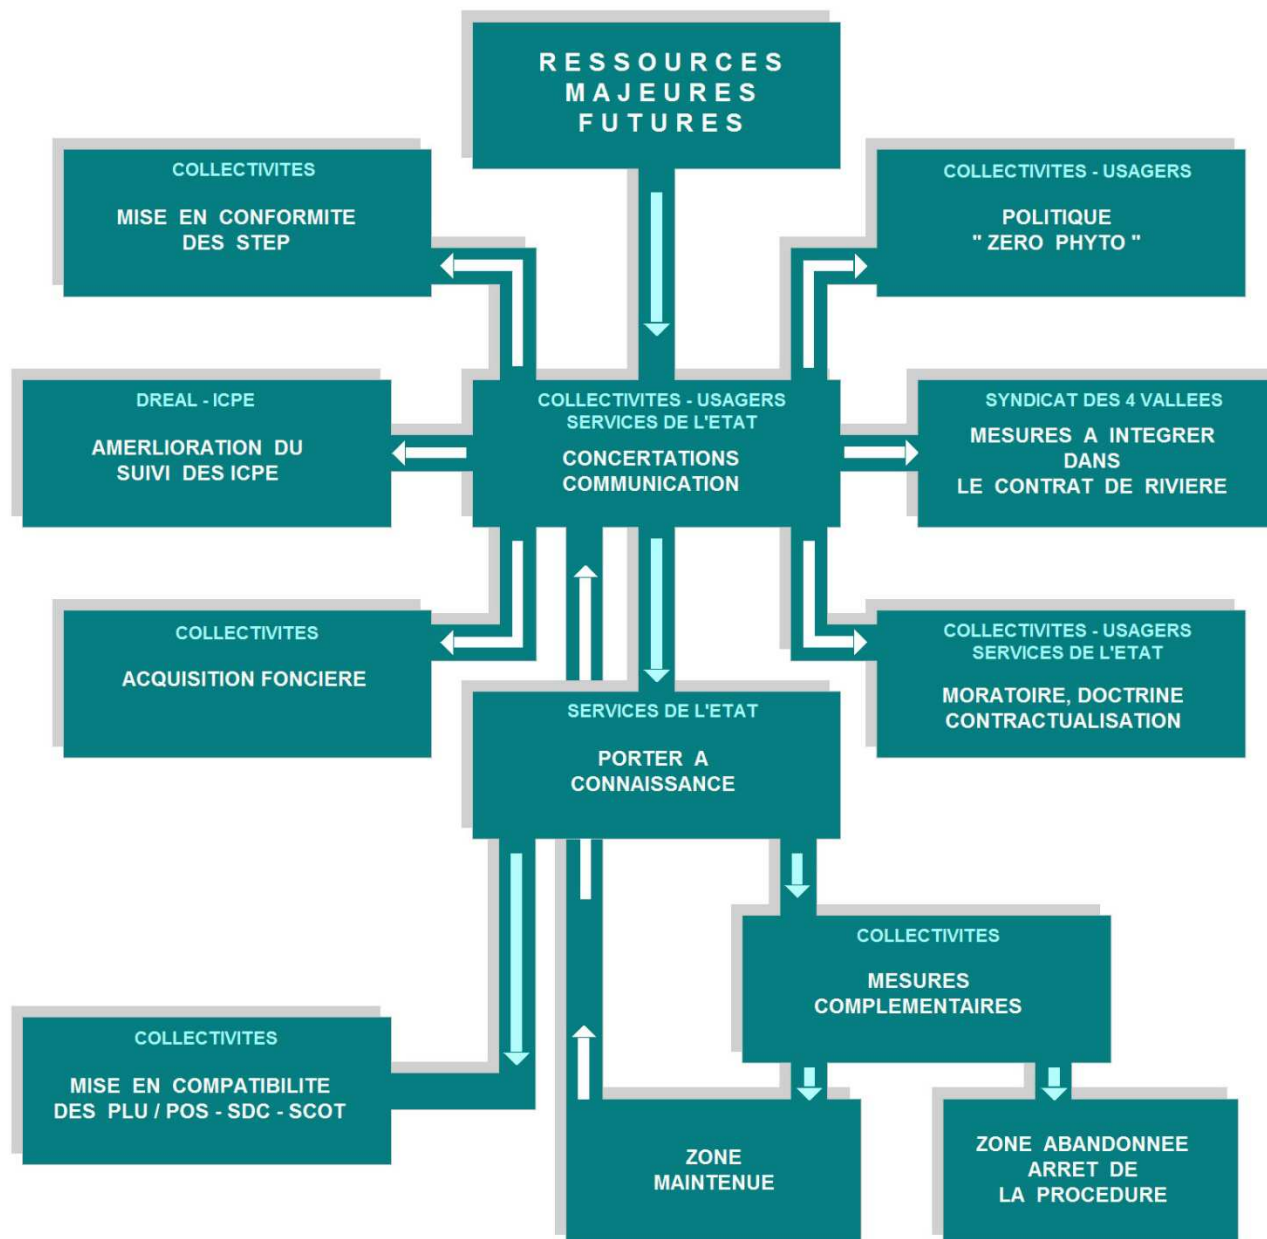 RESSOURCES
MAJEURES
FUTURES
COLLECTIVITES
MISE EN CONFORMITE
DES STEP
COLLECTIVITES - USAGERS
POLITIQUE
" ZERO PHYTO "
DREAL - ICPE
AMERLIORATION DU
SUIVI DES ICPE
COLLECTIVITES - USAGERS
SERVICES DE L'ETAT
CONCERTATIONS
COMMUNICATION
SYNDICAT DES 4 VALLEES
MESURES A INTEGRER
DANS
LE CONTRAT DE RIVIERE
COLLECTIVITES
ACQUISITION FONCIERE
SERVICES DE L'ETAT
PORTER A
CONNAISSANCE
COLLECTIVITES - USAGERS
SERVICES DE L'ETAT
MORATOIRE, DOCTRINE
CONTRACTUALISATION
COLLECTIVITES
MESURES
COMPLEMENTAIRES
COLLECTIVITES
MISE EN COMPATIBILITE
DES PLU / POS - SDC - SCOT
ZONE
MAINTENUE
ZONE ABANDONNEE
ARRET DE
LA PROCEDURE